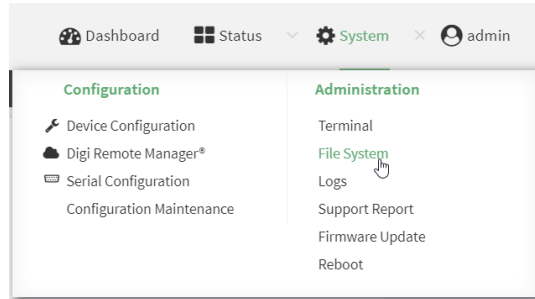 Dashboard Status System admin
Configuration
Device Configuration
Digi Remote Manager®
Serial Configuration
Configuration Maintenance
Administration
Terminal
File System
Logs
Support Report
Firmware Update
Reboot